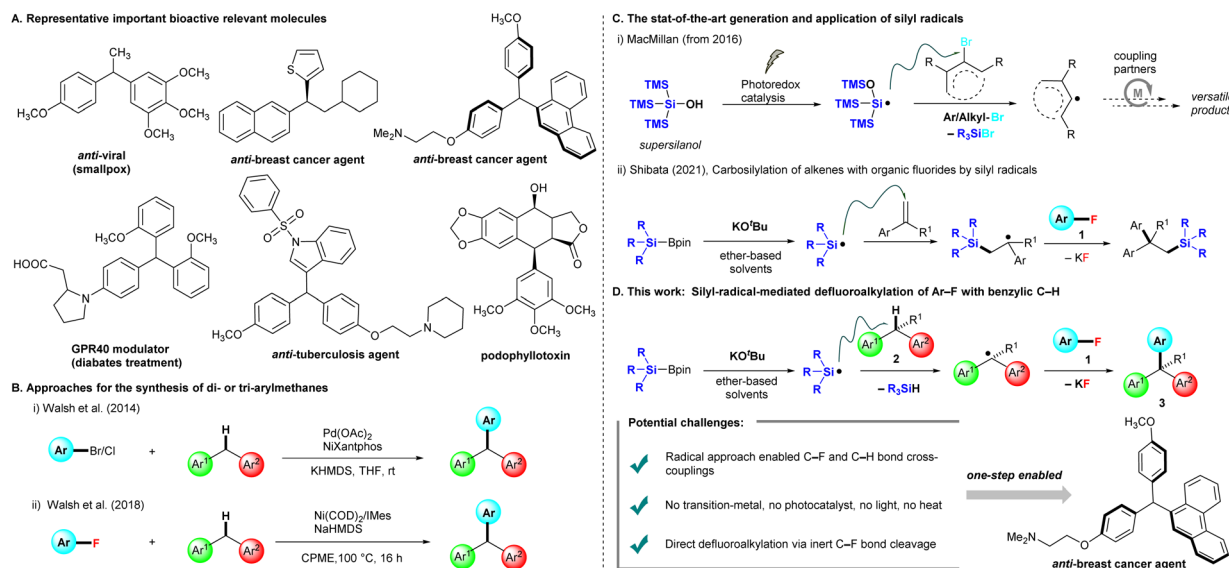 A. Representative important bioactive relevant molecules
CH₃
OCH₃
H₃CO
OCH₃
OCH₃
anti-viral
(smallpox)
S
anti-breast cancer agent
H₃CO
Me₂N
O
anti-breast cancer agent
H₃CO
OCH₃
HOOC
N
GPR40 modulator
(diabates treatment)
O
S
O
N
H₃CO
O
N
anti-tuberculosis agent
OH
O
O
O
O
H₃CO
OCH₃
OCH₃
podophyllotoxin
B. Approaches for the synthesis of di- or tri-arylmethanes
i) Walsh et al. (2014)
Ar
Br/Cl
+
H
Ar¹
Ar²
Pd(OAc)₂
NiXantphos
KHMDS, THF, rt
Ar
Ar¹
Ar²
ii) Walsh et al. (2018)
Ar
F
+
H
Ar¹
Ar²
Ni(COD)₂/IMes
NaHMDS
CPME,100 °C, 16 h
Ar
Ar¹
Ar²
C. The stat-of-the-art generation and application of silyl radicals
i) MacMillan (from 2016)
TMS
TMS-Si-OH
TMS
supersilanol
Photoredox
catalysis
TMSO
TMS-Si•
TMS
Br
R
R
Ar/Alkyl-Br
– R₃SiBr
R
R
coupling
partners
M
versatile
products
ii) Shibata (2021), Carbosilylation of alkenes with organic fluorides by silyl radicals
R
R-Si-Bpin
R
KOᵗBu
ether-based
solvents
R
R-Si•
R
Ar
R¹
R
R
Si
R
R¹
Ar
Ar
F
1
– KF
Ar
R¹
Ar
R
R
Si
R
D. This work: Silyl-radical-mediated defluoroalkylation of Ar–F with benzylic C–H
R
R-Si-Bpin
R
KOᵗBu
ether-based
solvents
R
R-Si•
R
H
R¹
Ar¹
Ar²
2
– R₃SiH
R¹
Ar¹
Ar²
Ar
F
1
– KF
Ar
R¹
Ar¹
Ar²
3
Potential challenges:
Radical approach enabled C–F and C–H bond cross-
couplings
No transition-metal, no photocatalyst, no light, no heat
Direct defluoroalkylation via inert C–F bond cleavage
one-step enabled
H₃CO
Me₂N
O
anti-breast cancer agent